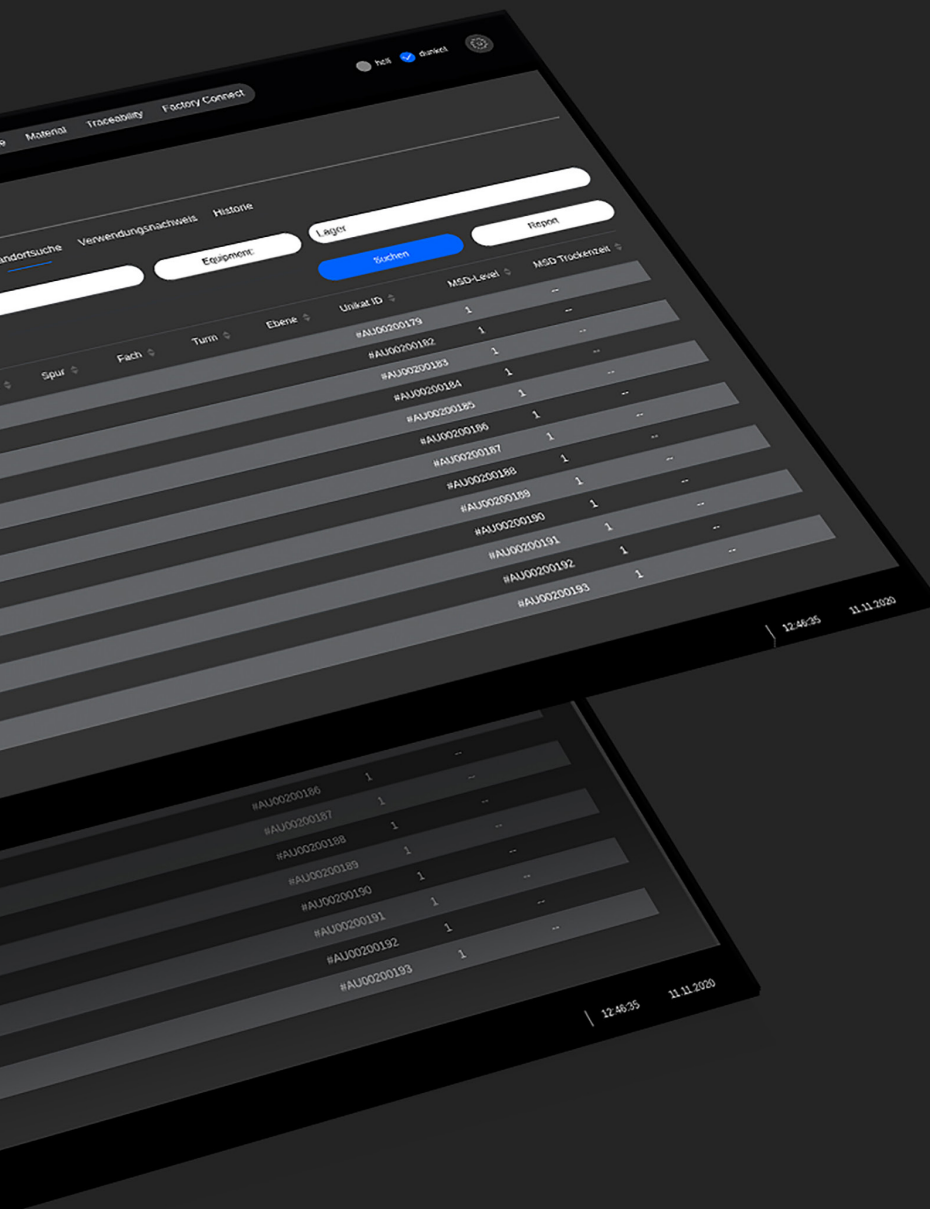 hell dunkel
Material Traceability Factory Connect
Verwendungsnachweis Historie
Equipment: Lager
Suchen Report
Spur Fach Turm Ebene Unikat ID MSD-Level MSD Trockenzeit
#AU00200179 1 --
#AU00200182 1 --
#AU00200183 1 --
#AU00200184 1 --
#AU00200185 1 --
#AU00200186 1 --
#AU00200187 1 --
#AU00200188 1 --
#AU00200189 1 --
#AU00200190 1 --
#AU00200191 1 --
#AU00200192 1 --
#AU00200193 1 --
12:46:35 11.11.2020
#AU00200186 1 --
#AU00200187 1 --
#AU00200188 1 --
#AU00200189 1 --
#AU00200190 1 --
#AU00200191 1 --
#AU00200192 1 --
#AU00200193 1 --
12:46:35 11.11.2020